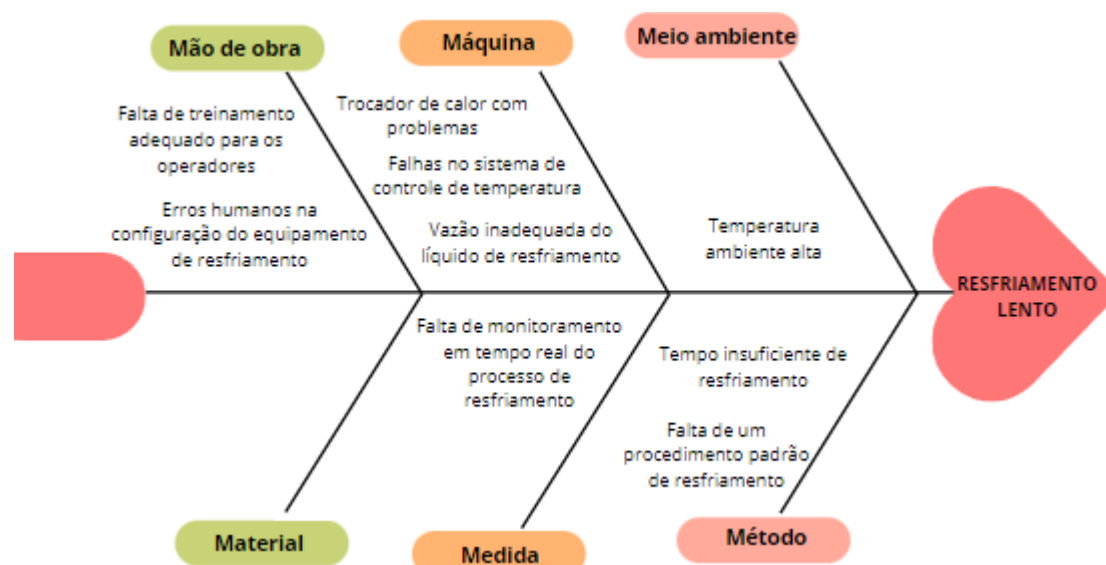 Mão de obra
Máquina
Meio ambiente
Falta de treinamento
adequado para os
operadores
Erros humanos na
configuração do equipamento
de resfriamento
Trocador de calor com
problemas
Falhas no sistema de
controle de temperatura
Vazão inadequada do
líquido de resfriamento
Temperatura
ambiente alta
RESFRIAMENTO
LENTO
Falta de monitoramento
em tempo real do
processo de
resfriamento
Tempo insuficiente de
resfriamento
Falta de um
procedimento padrão
de resfriamento
Material
Medida
Método